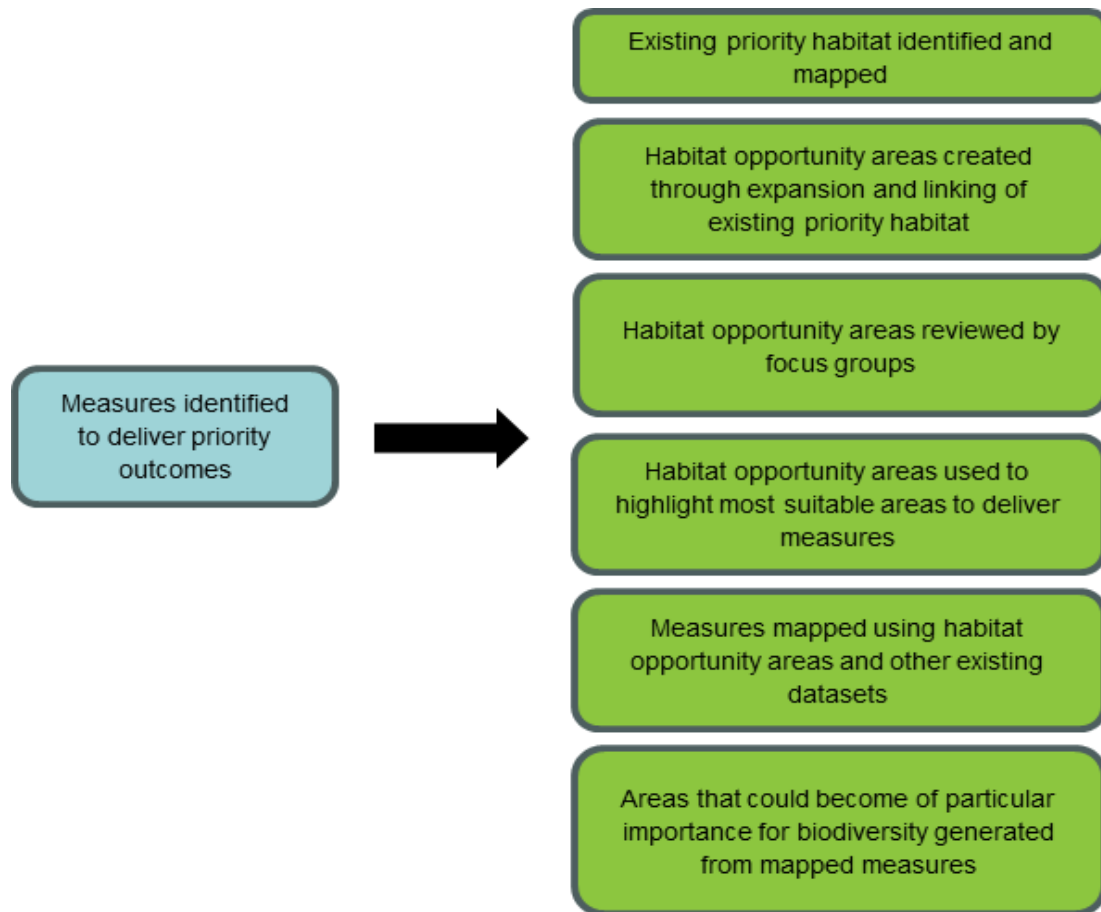 Existing priority habitat identified and
mapped
Habitat opportunity areas created
through expansion and linking of
existing priority habitat
Habitat opportunity areas reviewed by
focus groups
Measures identified
to deliver priority
outcomes
Habitat opportunity areas used to
highlight most suitable areas to deliver
measures
Measures mapped using habitat
opportunity areas and other existing
datasets
Areas that could become of particular
importance for biodiversity generated
from mapped measures